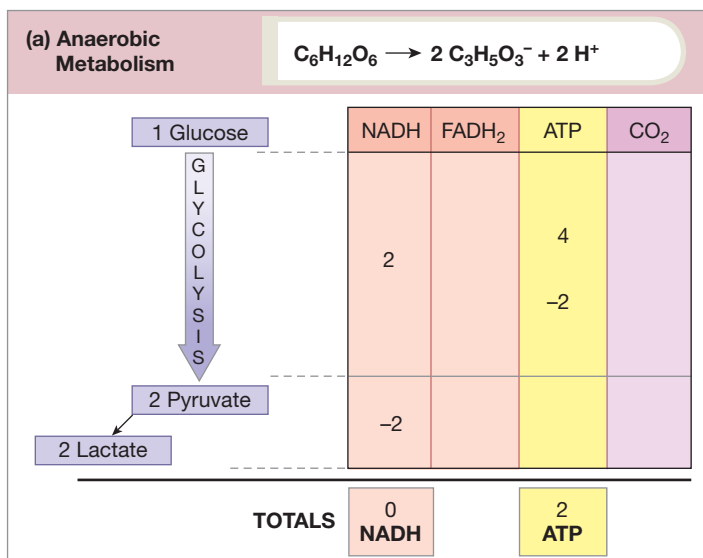 (a) Anaerobic
Metabolism
C₆H₁₂O₆ ⟶ 2 C₃H₅O₃⁻ + 2 H⁺
1 Glucose
NADH FADH₂ ATP CO₂
G
L
Y
C
O
L
Y
S
I
S
4
2
–2
2 Pyruvate
–2
2 Lactate
TOTALS
0
NADH
2
ATP